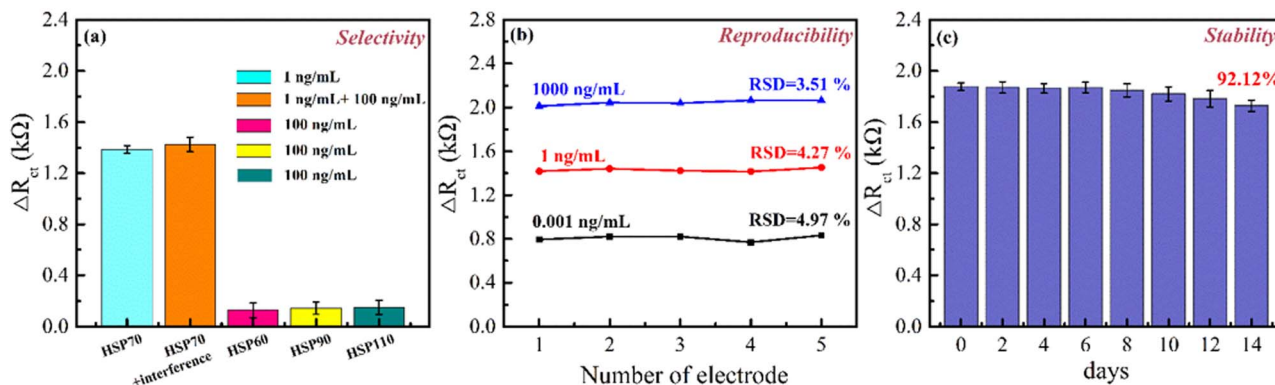 (a)
Selectivity
2.4
2.0
1.6
1.2
0.8
0.4
0.0
△Rct (kΩ)
1 ng/mL
1 ng/mL+ 100 ng/mL
100 ng/mL
100 ng/mL
100 ng/mL
HSP70
HSP70
+interference
HSP60
HSP90
HSP110
(b)
Reproducibility
2.8
2.4
2.0
1.6
1.2
0.8
0.4
0.0
△Rct (kΩ)
1000 ng/mL
RSD=3.51 %
1 ng/mL
RSD=4.27 %
0.001 ng/mL
RSD=4.97 %
1 2 3 4 5
Number of electrode
(c)
Stability
2.4
2.0
1.6
1.2
0.8
0.4
0.0
△Rct (kΩ)
92.12%
0 2 4 6 8 10 12 14
days